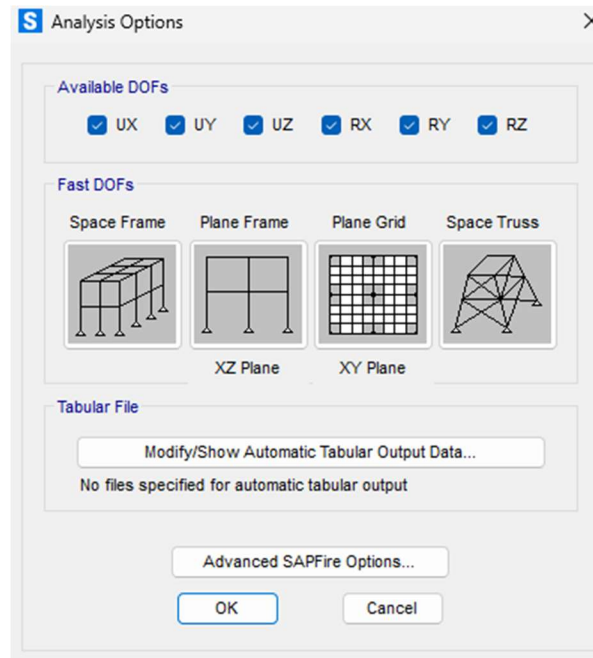 S Analysis Options
Available DOFs
UX UY UZ RX RY RZ
Fast DOFs
Space Frame Plane Frame Plane Grid Space Truss
XZ Plane XY Plane
Tabular File
Modify/Show Automatic Tabular Output Data...
No files specified for automatic tabular output
Advanced SAPFire Options...
OK Cancel